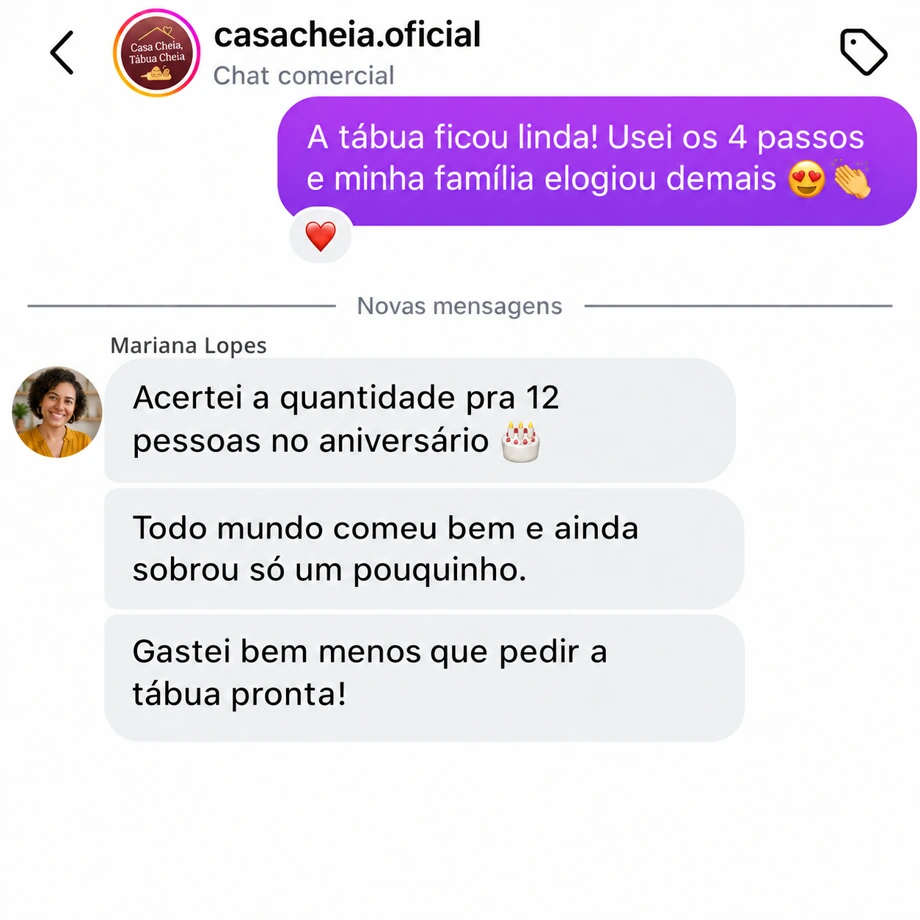 Casa Cheia,
Tábua Cheia
casacheia.oficial
Chat comercial
A tábua ficou linda! Usei os 4 passos
e minha família elogiou demais 😍👏
❤️
Novas mensagens
Mariana Lopes
Acertei a quantidade pra 12
pessoas no aniversário 🎂
Todo mundo comeu bem e ainda
sobrou só um pouquinho.
Gastei bem menos que pedir a
tábua pronta!